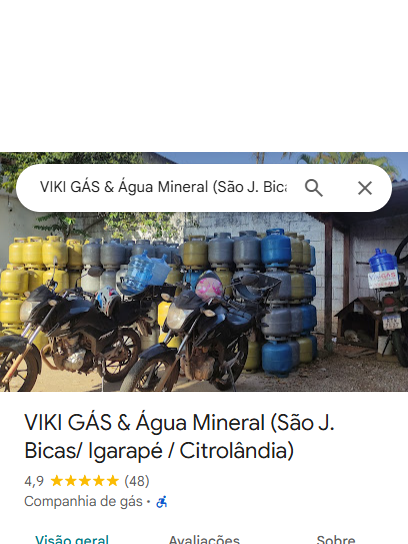 VIKI GÁS & Água Mineral (São J. Bica
VIKI GÁS & Água Mineral (São J.
Bicas/ Igarapé / Citrolândia)
4,9 (48)
Companhia de gás ·
Visão geral Avaliações Sobre